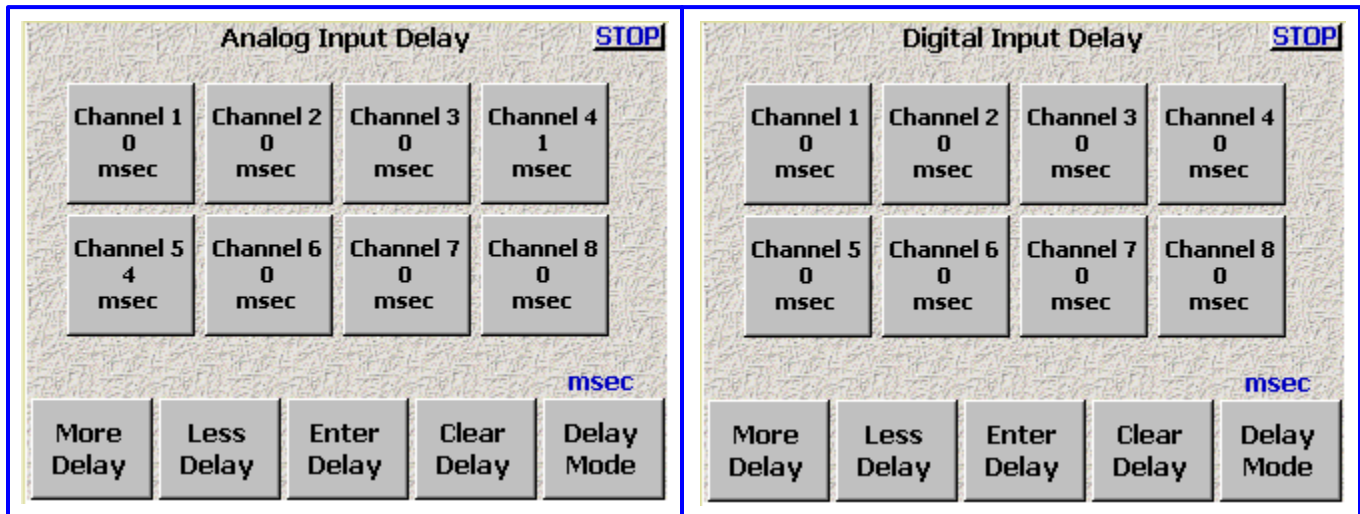 Analog Input Delay
STOP
Channel 1
0
msec
Channel 2
0
msec
Channel 3
0
msec
Channel 4
1
msec
Channel 5
4
msec
Channel 6
0
msec
Channel 7
0
msec
Channel 8
0
msec
msec
More
Delay
Less
Delay
Enter
Delay
Clear
Delay
Delay
Mode
Digital Input Delay
STOP
Channel 1
0
msec
Channel 2
0
msec
Channel 3
0
msec
Channel 4
0
msec
Channel 5
0
msec
Channel 6
0
msec
Channel 7
0
msec
Channel 8
0
msec
msec
More
Delay
Less
Delay
Enter
Delay
Clear
Delay
Delay
Mode